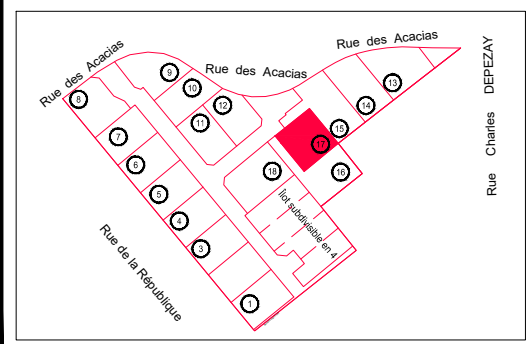 Rue des Acacias
Rue des Acacias
Rue des Acacias
Rue Charles DEPEZAY
Rue de la République
îlot subdivisible en 4
8
9
10
12
11
13
14
15
17
16
18
7
6
5
4
3
1